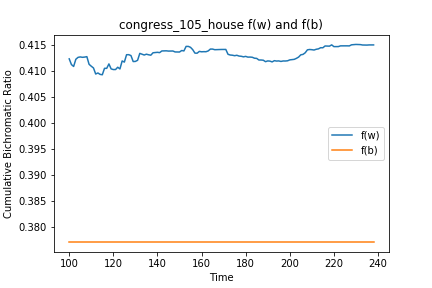 congress_105_house f(w) and f(b)
Cumulative Bichromatic Ratio
0.415
0.410
0.405
0.400
0.395
0.390
0.385
0.380
f(w)
f(b)
100 120 140 160 180 200 220 240
Time